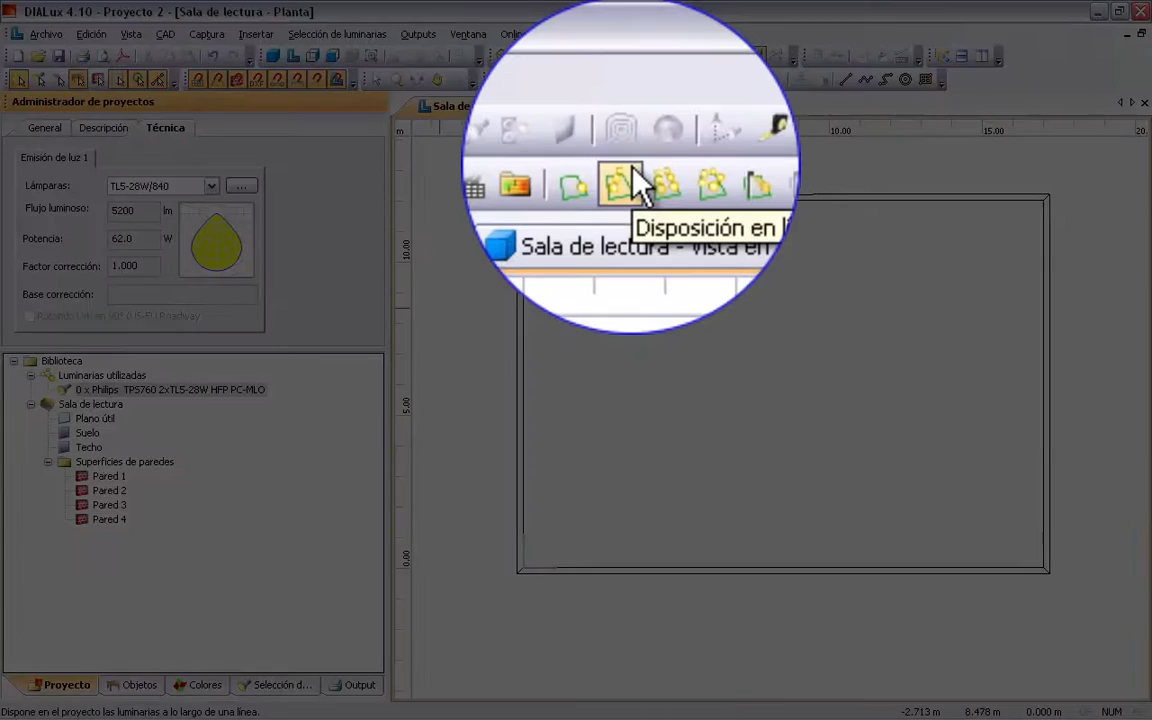 DIALux 4.10 - Proyecto 2 - [Sala de lectura - Planta]
Archivo Edición Vista CAD Captura Insertar Selección de luminarias Outputs Ventana
Administrador de proyectos
General Descripción Técnica
Emisión de luz 1
Lámparas: TL5-28W/840 ...
Flujo luminoso: 5200 lm
Potencia: 62.0 W
Factor corrección: 1.000
Base corrección:
Biblioteca
Luminarias utilizadas
0 x Philips TPS760 2xTL5-28W HFP PC-MLO
Sala de lectura
Plano útil
Suelo
Techo
Superficies de paredes
Pared 1
Pared 2
Pared 3
Pared 4
Proyecto Objetos Colores Selección d... Output
Sala de
m 10.00 15.00 20.
10.00
5.00
0.00
Disposición en l
Sala de lectura - vista en
Dispone en el proyecto las luminarias a lo largo de una línea.
-2.713 m 8.478 m 0.000 m NUM